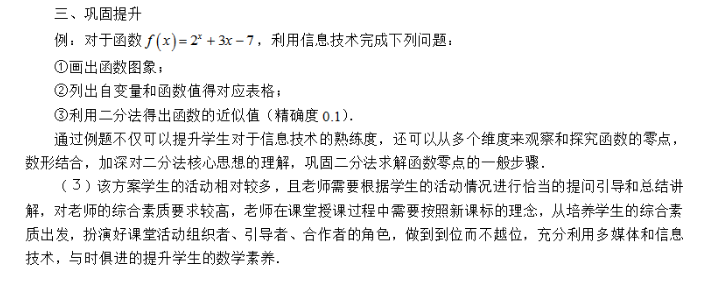 三、巩固提升
例：对于函数 f(x)=2^x+3x−7，利用信息技术完成下列问题：
①画出函数图象；
②列出自变量和函数值得对应表格；
③利用二分法得出函数的近似值（精确度 0.1）．
通过例题不仅可以提升学生对于信息技术的熟练度，还可以从多个维度来观察和探究函数的零点，
数形结合，加深对二分法核心思想的理解，巩固二分法求解函数零点的一般步骤．
（3）该方案学生的活动相对较多，且老师需要根据学生的活动情况进行恰当的提问引导和总结讲
解，对老师的综合素质要求较高，老师在课堂授课过程中需要按照新课标的理念，从培养学生的综合素
质出发，扮演好课堂活动组织者、引导者、合作者的角色，做到到位而不越位，充分利用多媒体和信息
技术，与时俱进的提升学生的数学素养．